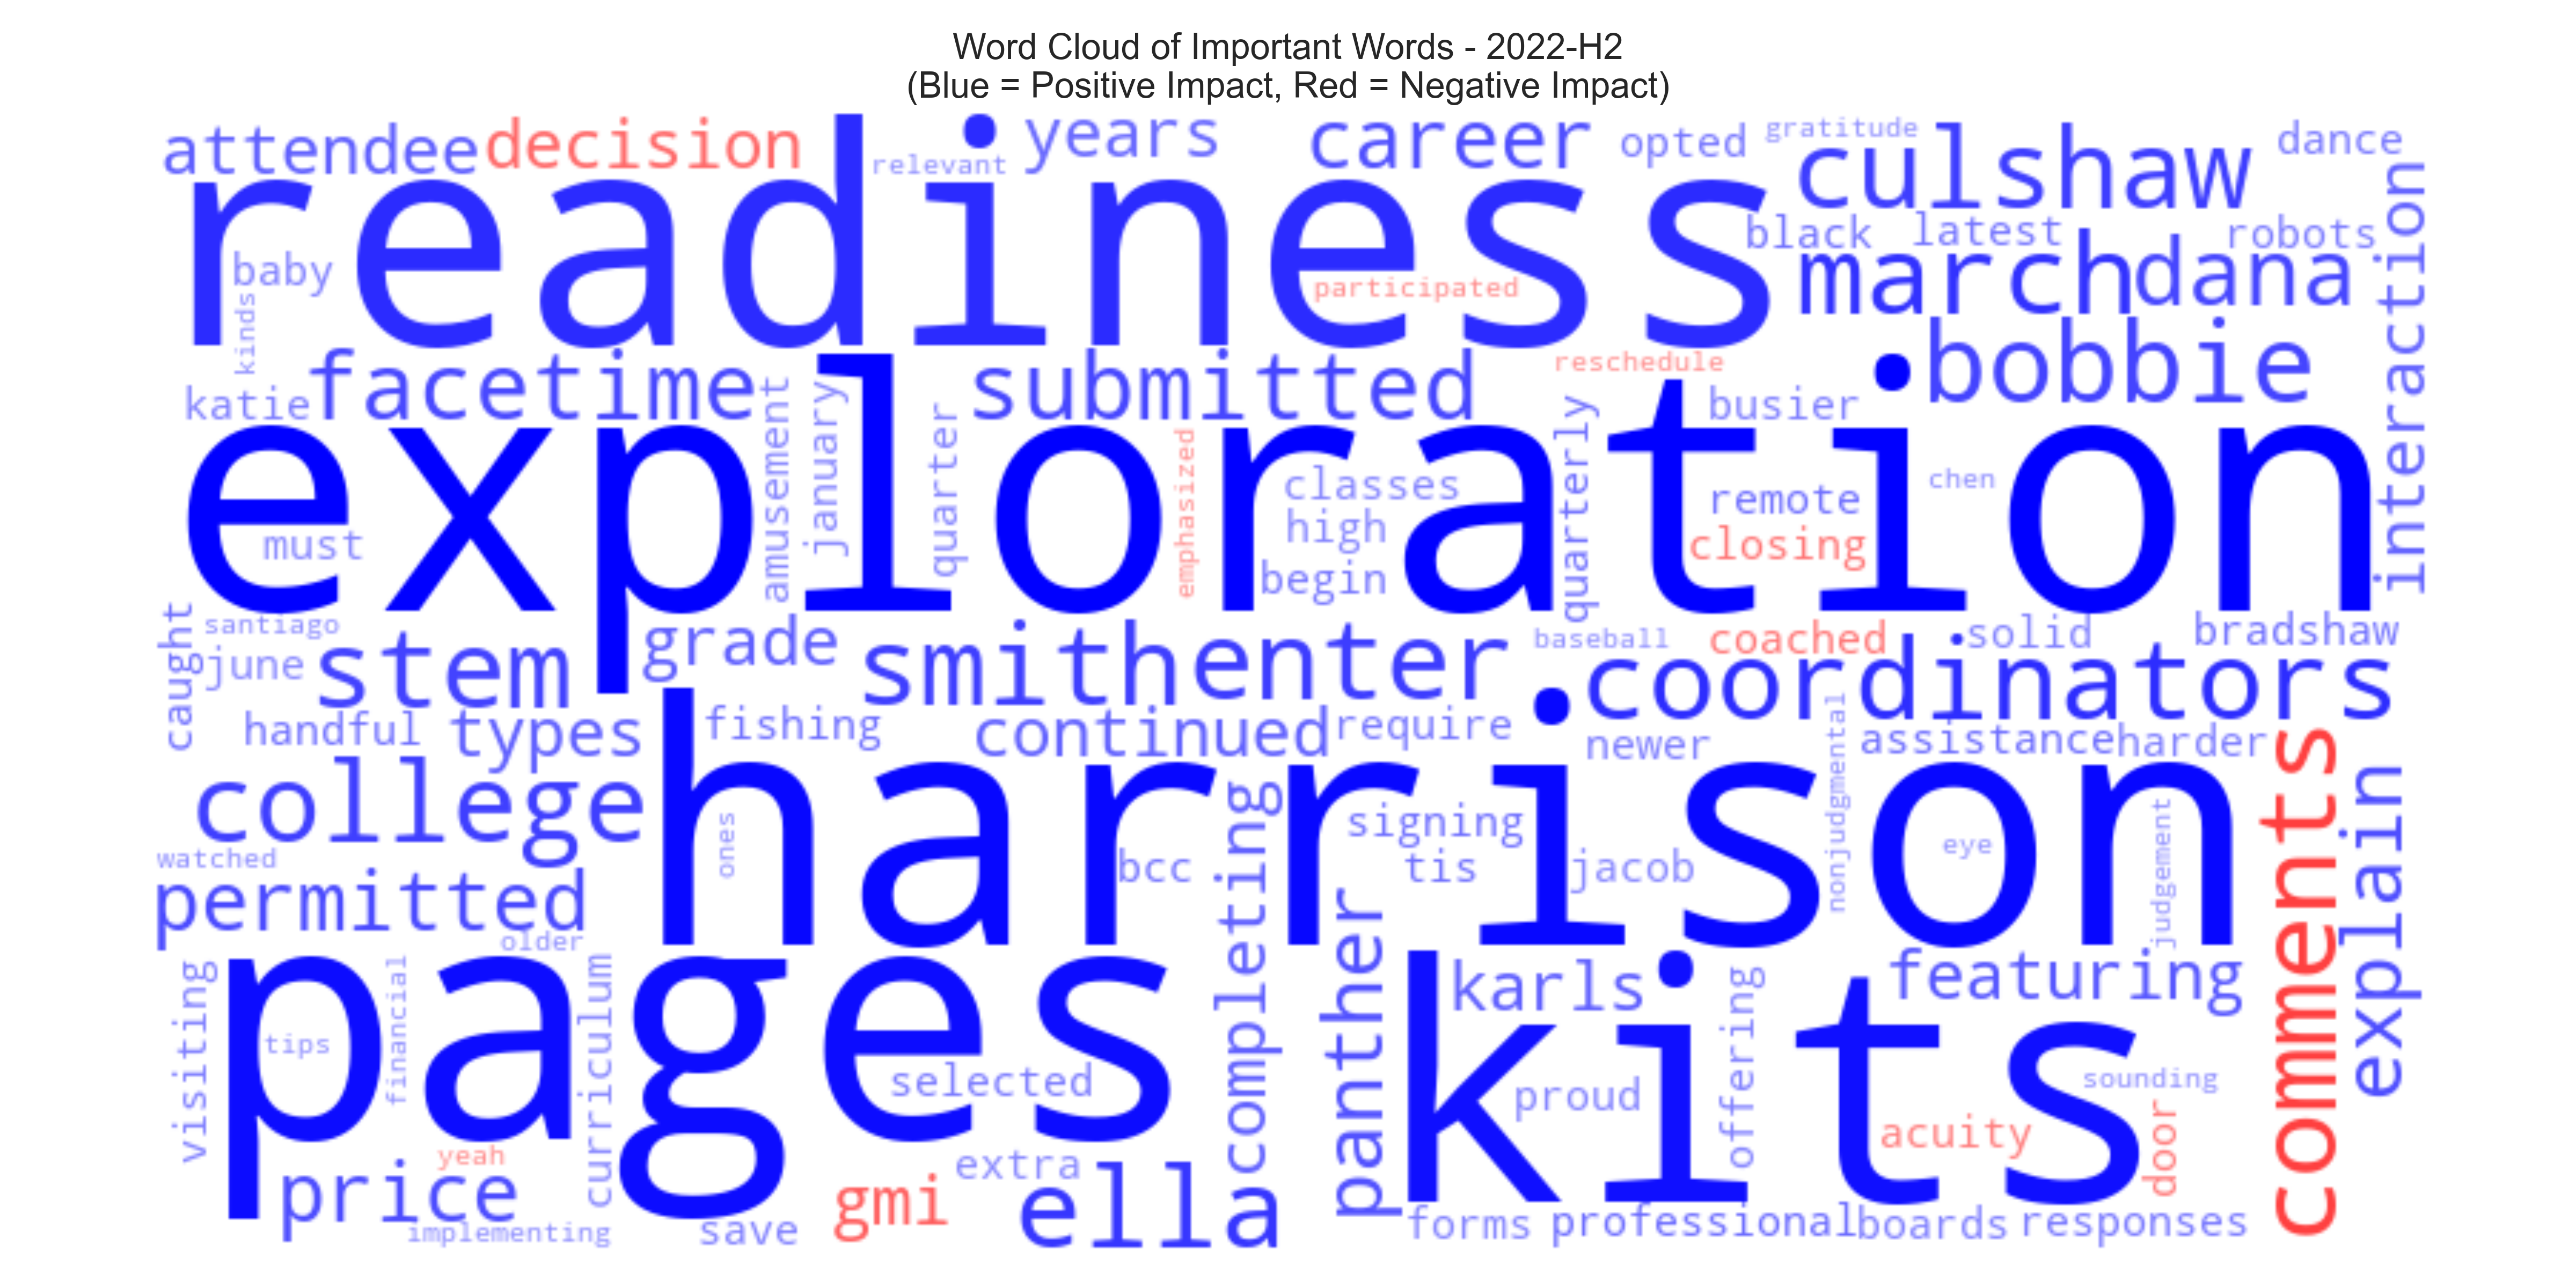 Word Cloud of Important Words - 2022-H2
(Blue = Positive Impact, Red = Negative Impact)
attendee
decision
relevant
years
career
opted
gratitude
culshaw
dance
readiness
baby
kinds
participated
black
latest
robots
march
dana
interaction
katie
facetime
submitted
reschedule
busier
bobbie
exploration
must
amusement
january
quarter
emphasized
classes
high
begin
quarterly
remote
closing
chen
caught
santiago
june
stem
grade
smith
enter
baseball
coached
solid
bradshaw
coordinators
handful
types
fishing
continued
require
newer
nonjudgmental
assistance
harder
college
harrison
ones
bcc
completing
signing
tis
jacob
eye
judgement
comments
explain
watched
permitted
older
visiting
pages
tips
financial
curriculum
selected
panther
karls
kits
offering
featuring
proud
sounding
acuity
door
yeah
price
implementing
save
gmi
extra
ella
forms
professional
boards
responses